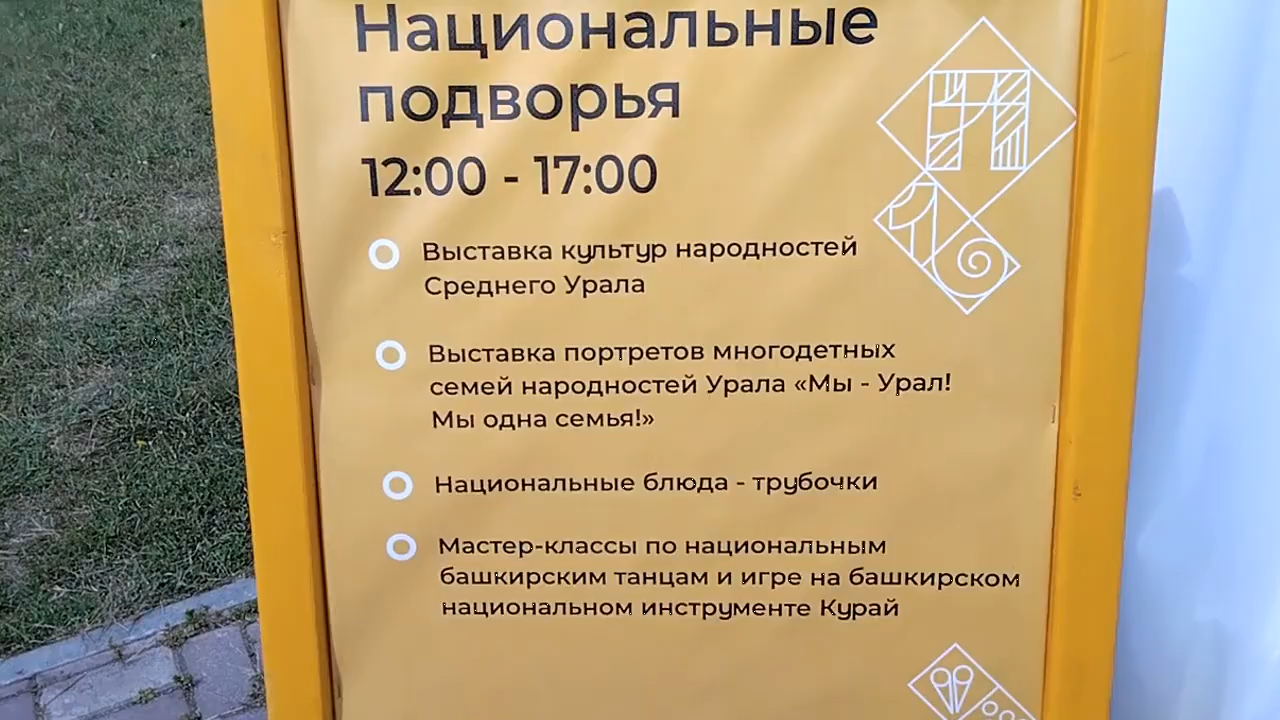 Национальные
подворья
12:00 - 17:00
Выставка культур народностей
Среднего Урала
Выставка портретов многодетных
семей народностей Урала «Мы - Урал!
Мы одна семья!»
Национальные блюда - трубочки
Мастер-классы по национальным
башкирским танцам и игре на башкирском
национальном инструменте Курай